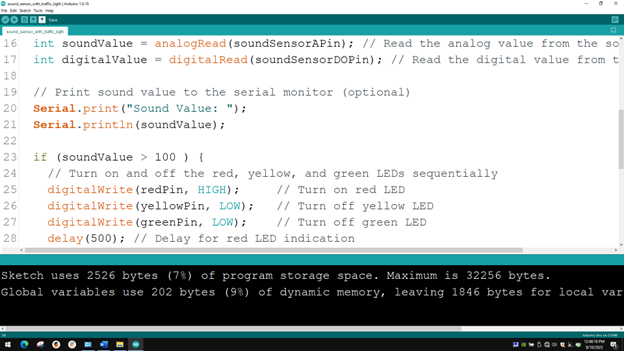 sound_sensor_with_traffic_light | Arduino 1.8.19
File Edit Sketch Tools Help
Save
sound_sensor_with_traffic_light
16 int soundValue = analogRead(soundSensorAPin); // Read the analog value from the so
17 int digitalValue = digitalRead(soundSensorDOPin); // Read the digital value from t
18
19 // Print sound value to the serial monitor (optional)
20 Serial.print("Sound Value: ");
21 Serial.println(soundValue);
22
23 if (soundValue > 100 ) {
24 // Turn on and off the red, yellow, and green LEDs sequentially
25 digitalWrite(redPin, HIGH); // Turn on red LED
26 digitalWrite(yellowPin, LOW); // Turn off yellow LED
27 digitalWrite(greenPin, LOW); // Turn off green LED
28 delay(500); // Delay for red LED indication
Sketch uses 2526 bytes (7%) of program storage space. Maximum is 32256 bytes.
Global variables use 202 bytes (9%) of dynamic memory, leaving 1846 bytes for local var
Arduino Uno on COM8
12:46:18 PM
8/10/2023